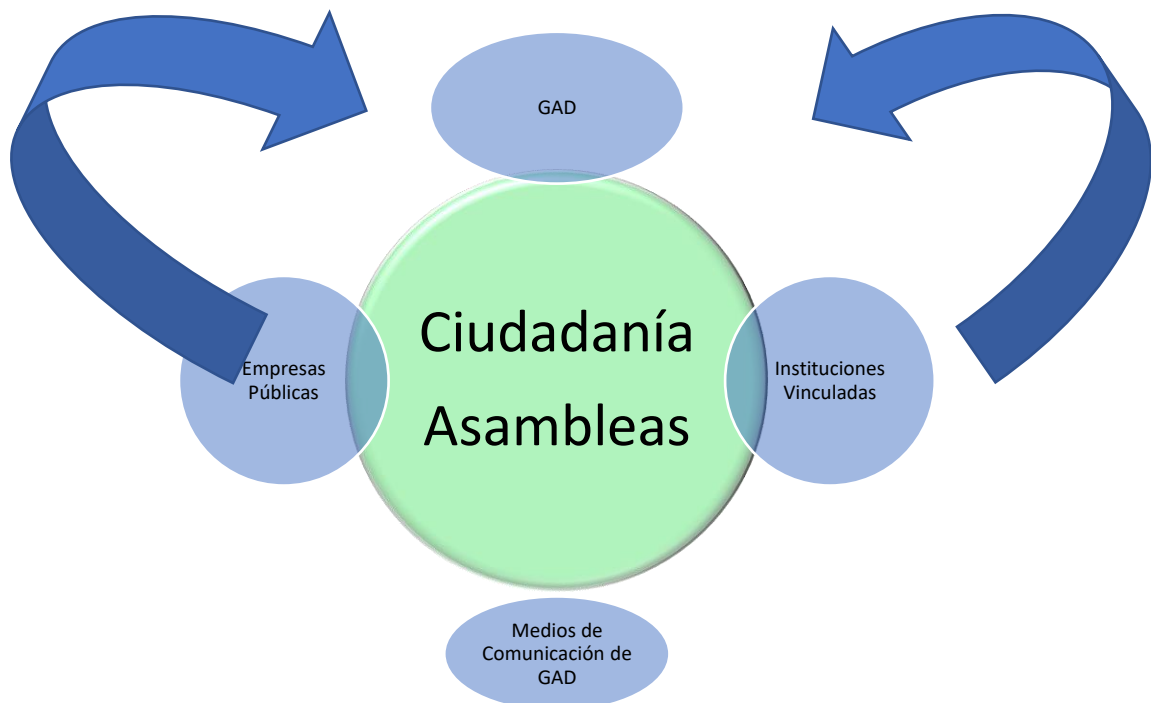 GAD
Ciudadanía
Asambleas
Empresas
Públicas
Instituciones
Vinculadas
Medios de
Comunicación de
GAD